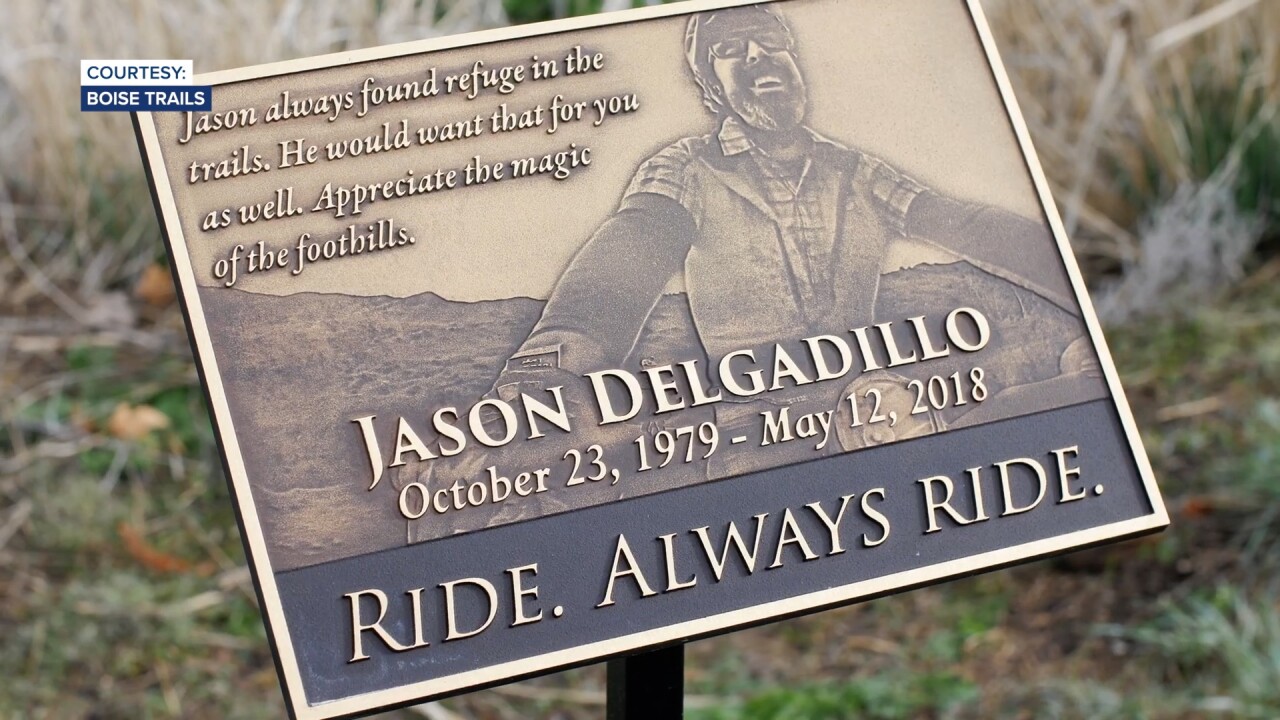 COURTESY:
BOISE TRAILS
Jason always found refuge in the
trails. He would want that for you
as well. Appreciate the magic
of the foothills.
JASON DELGADILLO
October 23, 1979 - May 12, 2018
RIDE. ALWAYS RIDE.